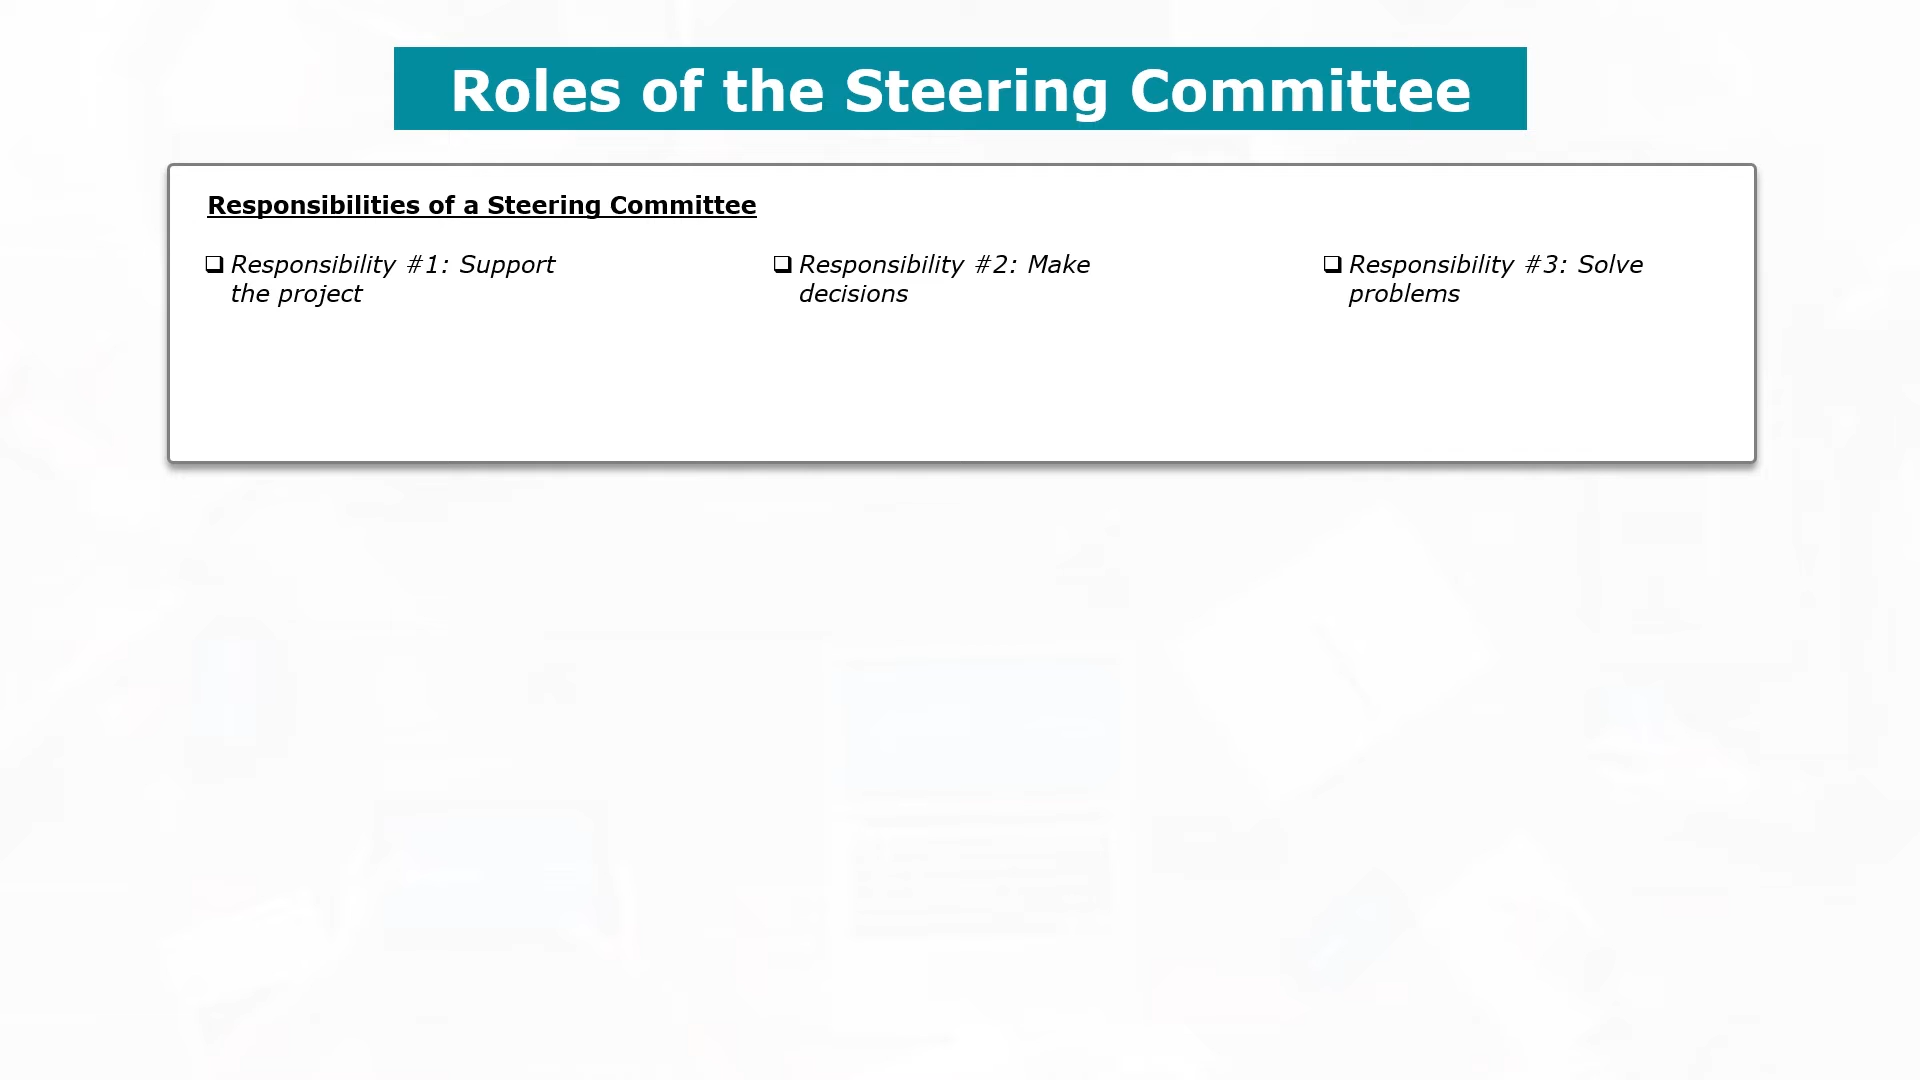 Roles of the Steering Committee
Responsibilities of a Steering Committee
❑ Responsibility #1: Support
the project
❑ Responsibility #2: Make
decisions
❑ Responsibility #3: Solve
problems